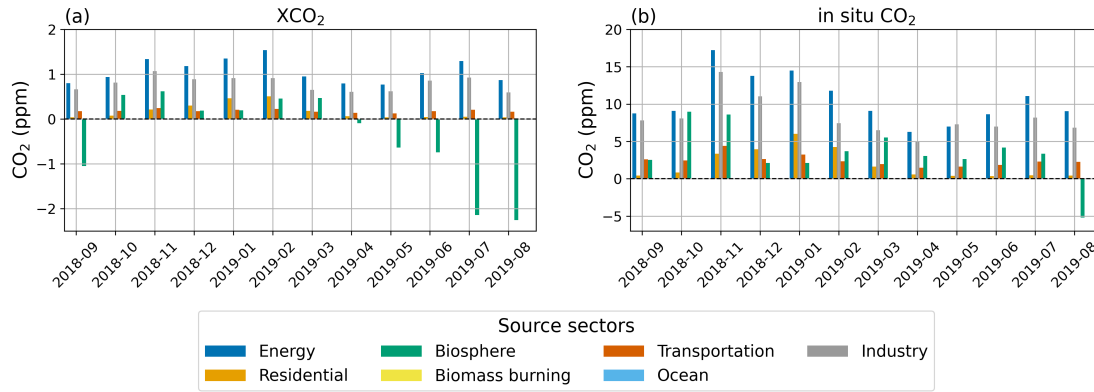 (a) XCO₂
(b) in situ CO₂
CO₂ (ppm)
2
1
0
−1
−2
2018-09 2018-10 2018-11 2018-12 2019-01 2019-02 2019-03 2019-04 2019-05 2019-06 2019-07 2019-08
CO₂ (ppm)
20
15
10
5
0
−5
2018-09 2018-10 2018-11 2018-12 2019-01 2019-02 2019-03 2019-04 2019-05 2019-06 2019-07 2019-08
Source sectors
Energy Biosphere Transportation Industry
Residential Biomass burning Ocean